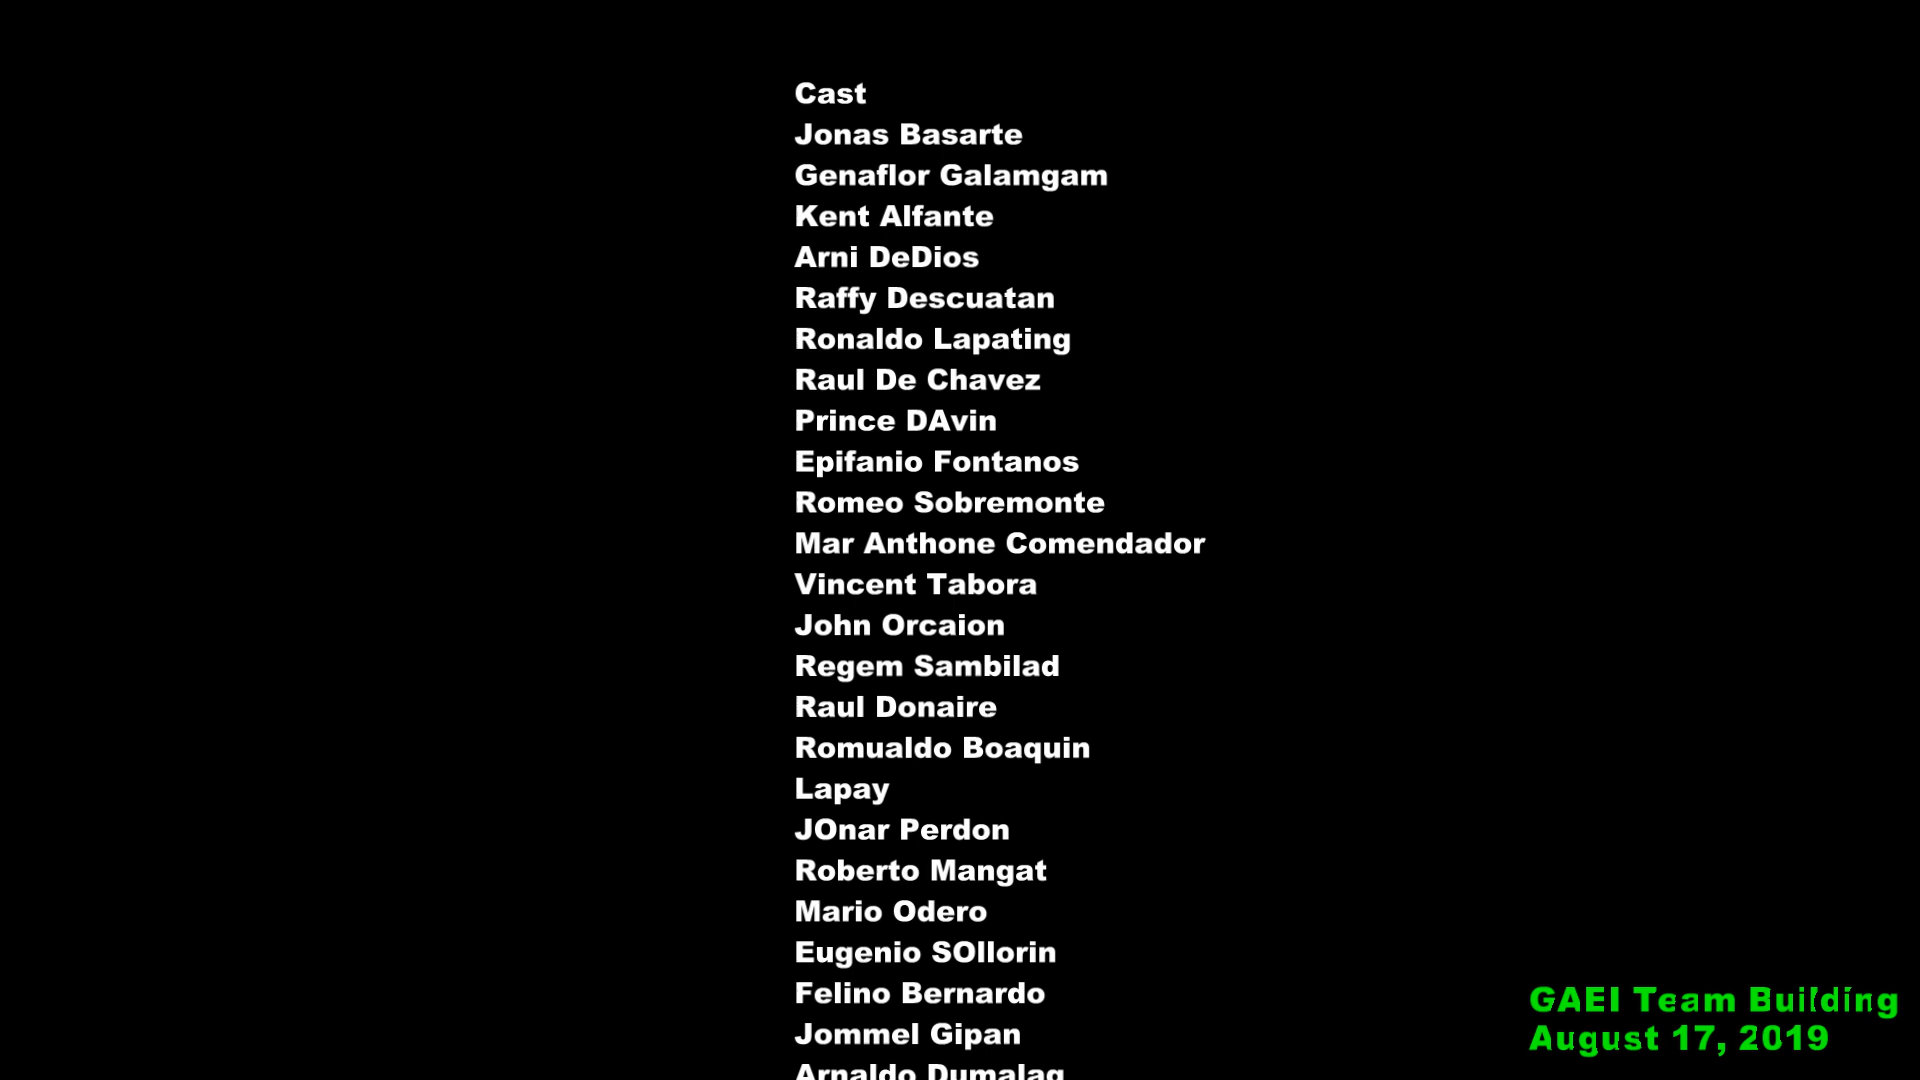 Cast
Jonas Basarte
Genaflor Galamgam
Kent Alfante
Arni DeDios
Raffy Descuatan
Ronaldo Lapating
Raul De Chavez
Prince DAvin
Epifanio Fontanos
Romeo Sobremonte
Mar Anthone Comendador
Vincent Tabora
John Orcaion
Regem Sambilad
Raul Donaire
Romualdo Boaquin
Lapay
JOnar Perdon
Roberto Mangat
Mario Odero
Eugenio SOllorin
Felino Bernardo
Jommel Gipan
Arnaldo
GAEI Team Building
August 17, 2019